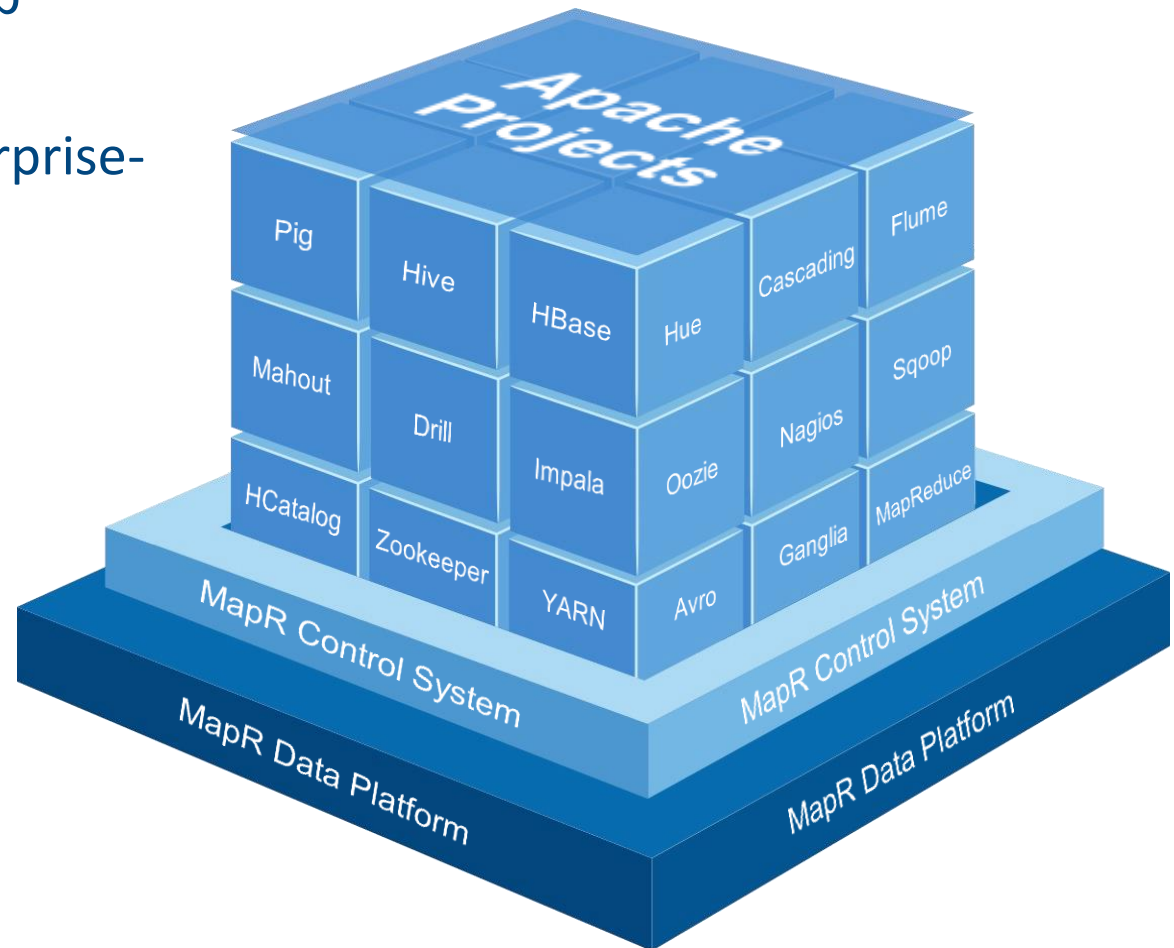 rprise-
Apache
Projects
Pig
Hive
HBase
Hue
Cascading
Flume
Mahout
Drill
Impala
Oozie
Nagios
Sqoop
HCatalog
Zookeeper
YARN
Avro
Ganglia
MapReduce
MapR Control System
MapR Control System
MapR Data Platform
MapR Data Platform